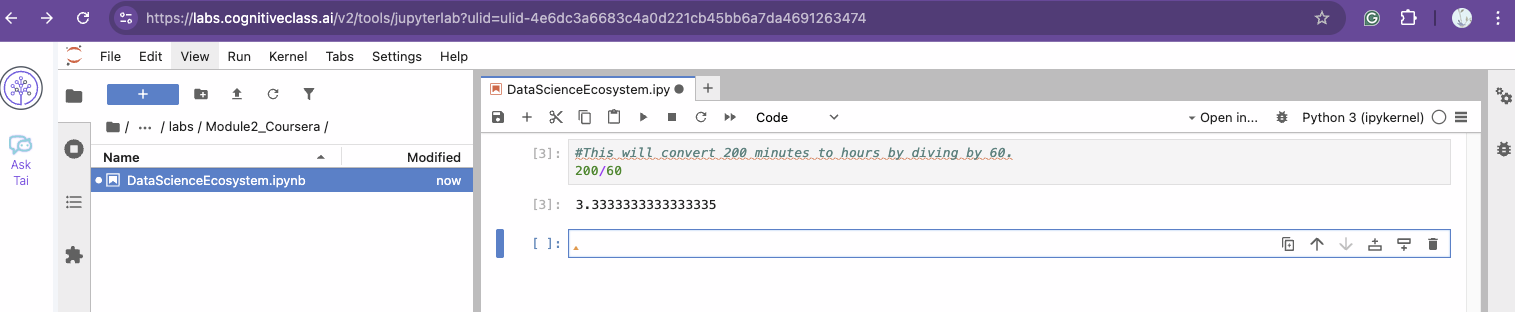 https://labs.cognitiveclass.ai/v2/tools/jupyterlab?ulid=ulid-4e6dc3a6683c4a0d221cb45bb6a7da4691263474
File Edit View Run Kernel Tabs Settings Help
Ask
Tai
/ ... / labs / Module2_Coursera /
Name Modified
DataScienceEcosystem.ipynb now
DataScienceEcosystem.ipy
Code Open in... Python 3 (ipykernel)
[3]: #This will convert 200 minutes to hours by diving by 60.
200/60
[3]: 3.3333333333333335
[ ]: